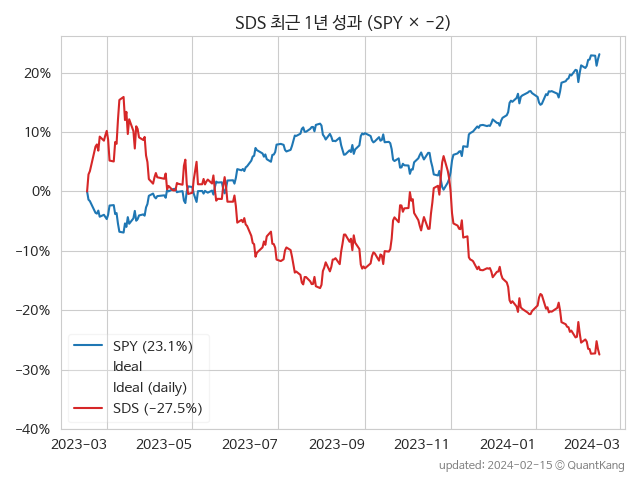 SDS 최근 1년 성과 (SPY × −2)
20%
10%
0%
−10%
−20%
−30%
−40%
SPY (23.1%)
Ideal
Ideal (daily)
SDS (−27.5%)
2023−03 2023−05 2023−07 2023−09 2023−11 2024−01 2024−03
updated: 2024-02-15 © QuantKang